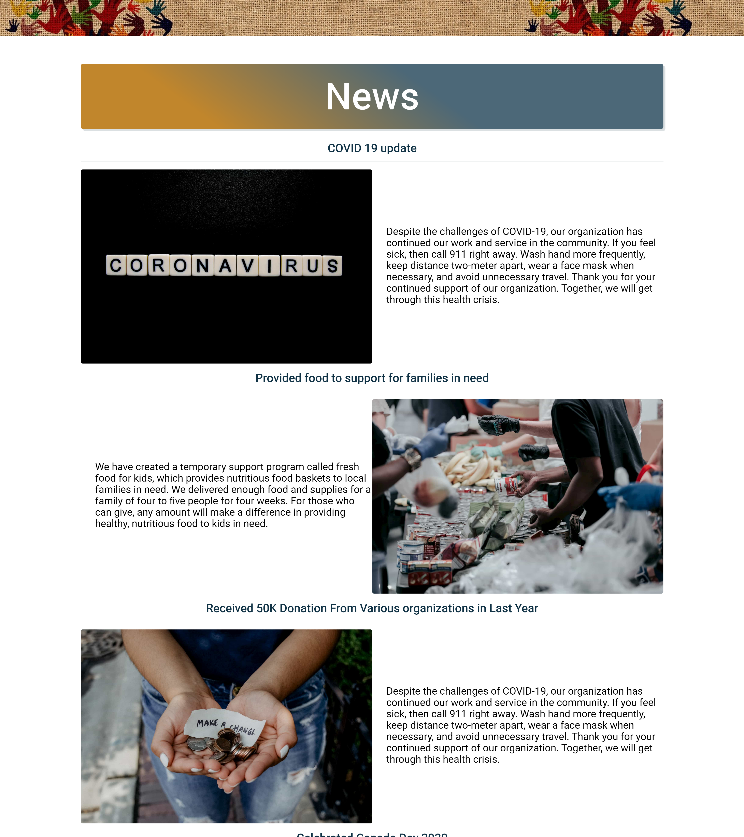 News
COVID 19 update
CORONAVIRUS
Despite the challenges of COVID-19, our organization has
continued our work and service in the community. If you feel
sick, then call 911 right away. Wash hand more frequently,
keep distance two-meter apart, wear a face mask when
necessary, and avoid unnecessary travel. Thank you for your
continued support of our organization. Together, we will get
through this health crisis.
Provided food to support for families in need
We have created a temporary support program called fresh
food for kids, which provides nutritious food baskets to local
families in need. We delivered enough food and supplies for a
family of four to five people for four weeks. For those who
can give, any amount will make a difference in providing
healthy, nutritious food to kids in need.
Received 50K Donation From Various organizations in Last Year
MAKE A CHANGE
Despite the challenges of COVID-19, our organization has
continued our work and service in the community. If you feel
sick, then call 911 right away. Wash hand more frequently,
keep distance two-meter apart, wear a face mask when
necessary, and avoid unnecessary travel. Thank you for your
continued support of our organization. Together, we will get
through this health crisis.
Celebrated Canada Day 2020